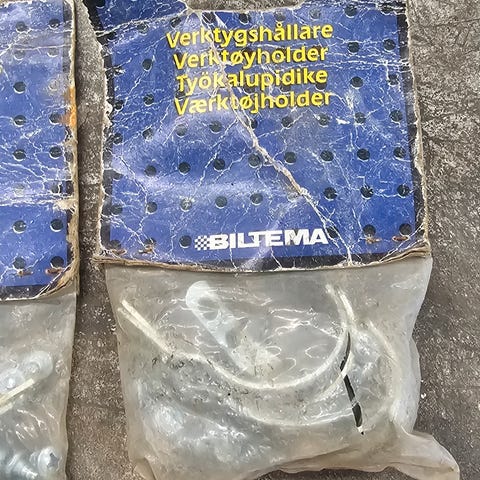 Verktygshållare
Verktøyholder
Työkalupidike
Værktøjholder
BILTEMA